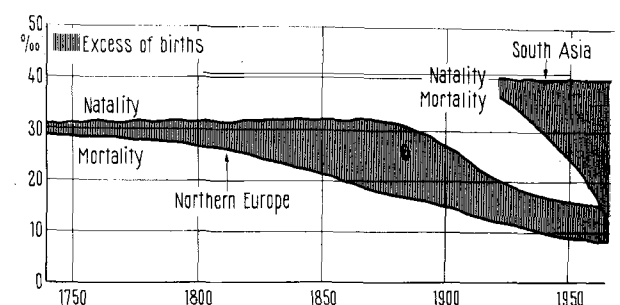 50
‰
Excess of births
South Asia
40
Natality
Mortality
Natality
30
Mortality
20
Northern Europe
10
0
1750
1800
1850
1900
1950